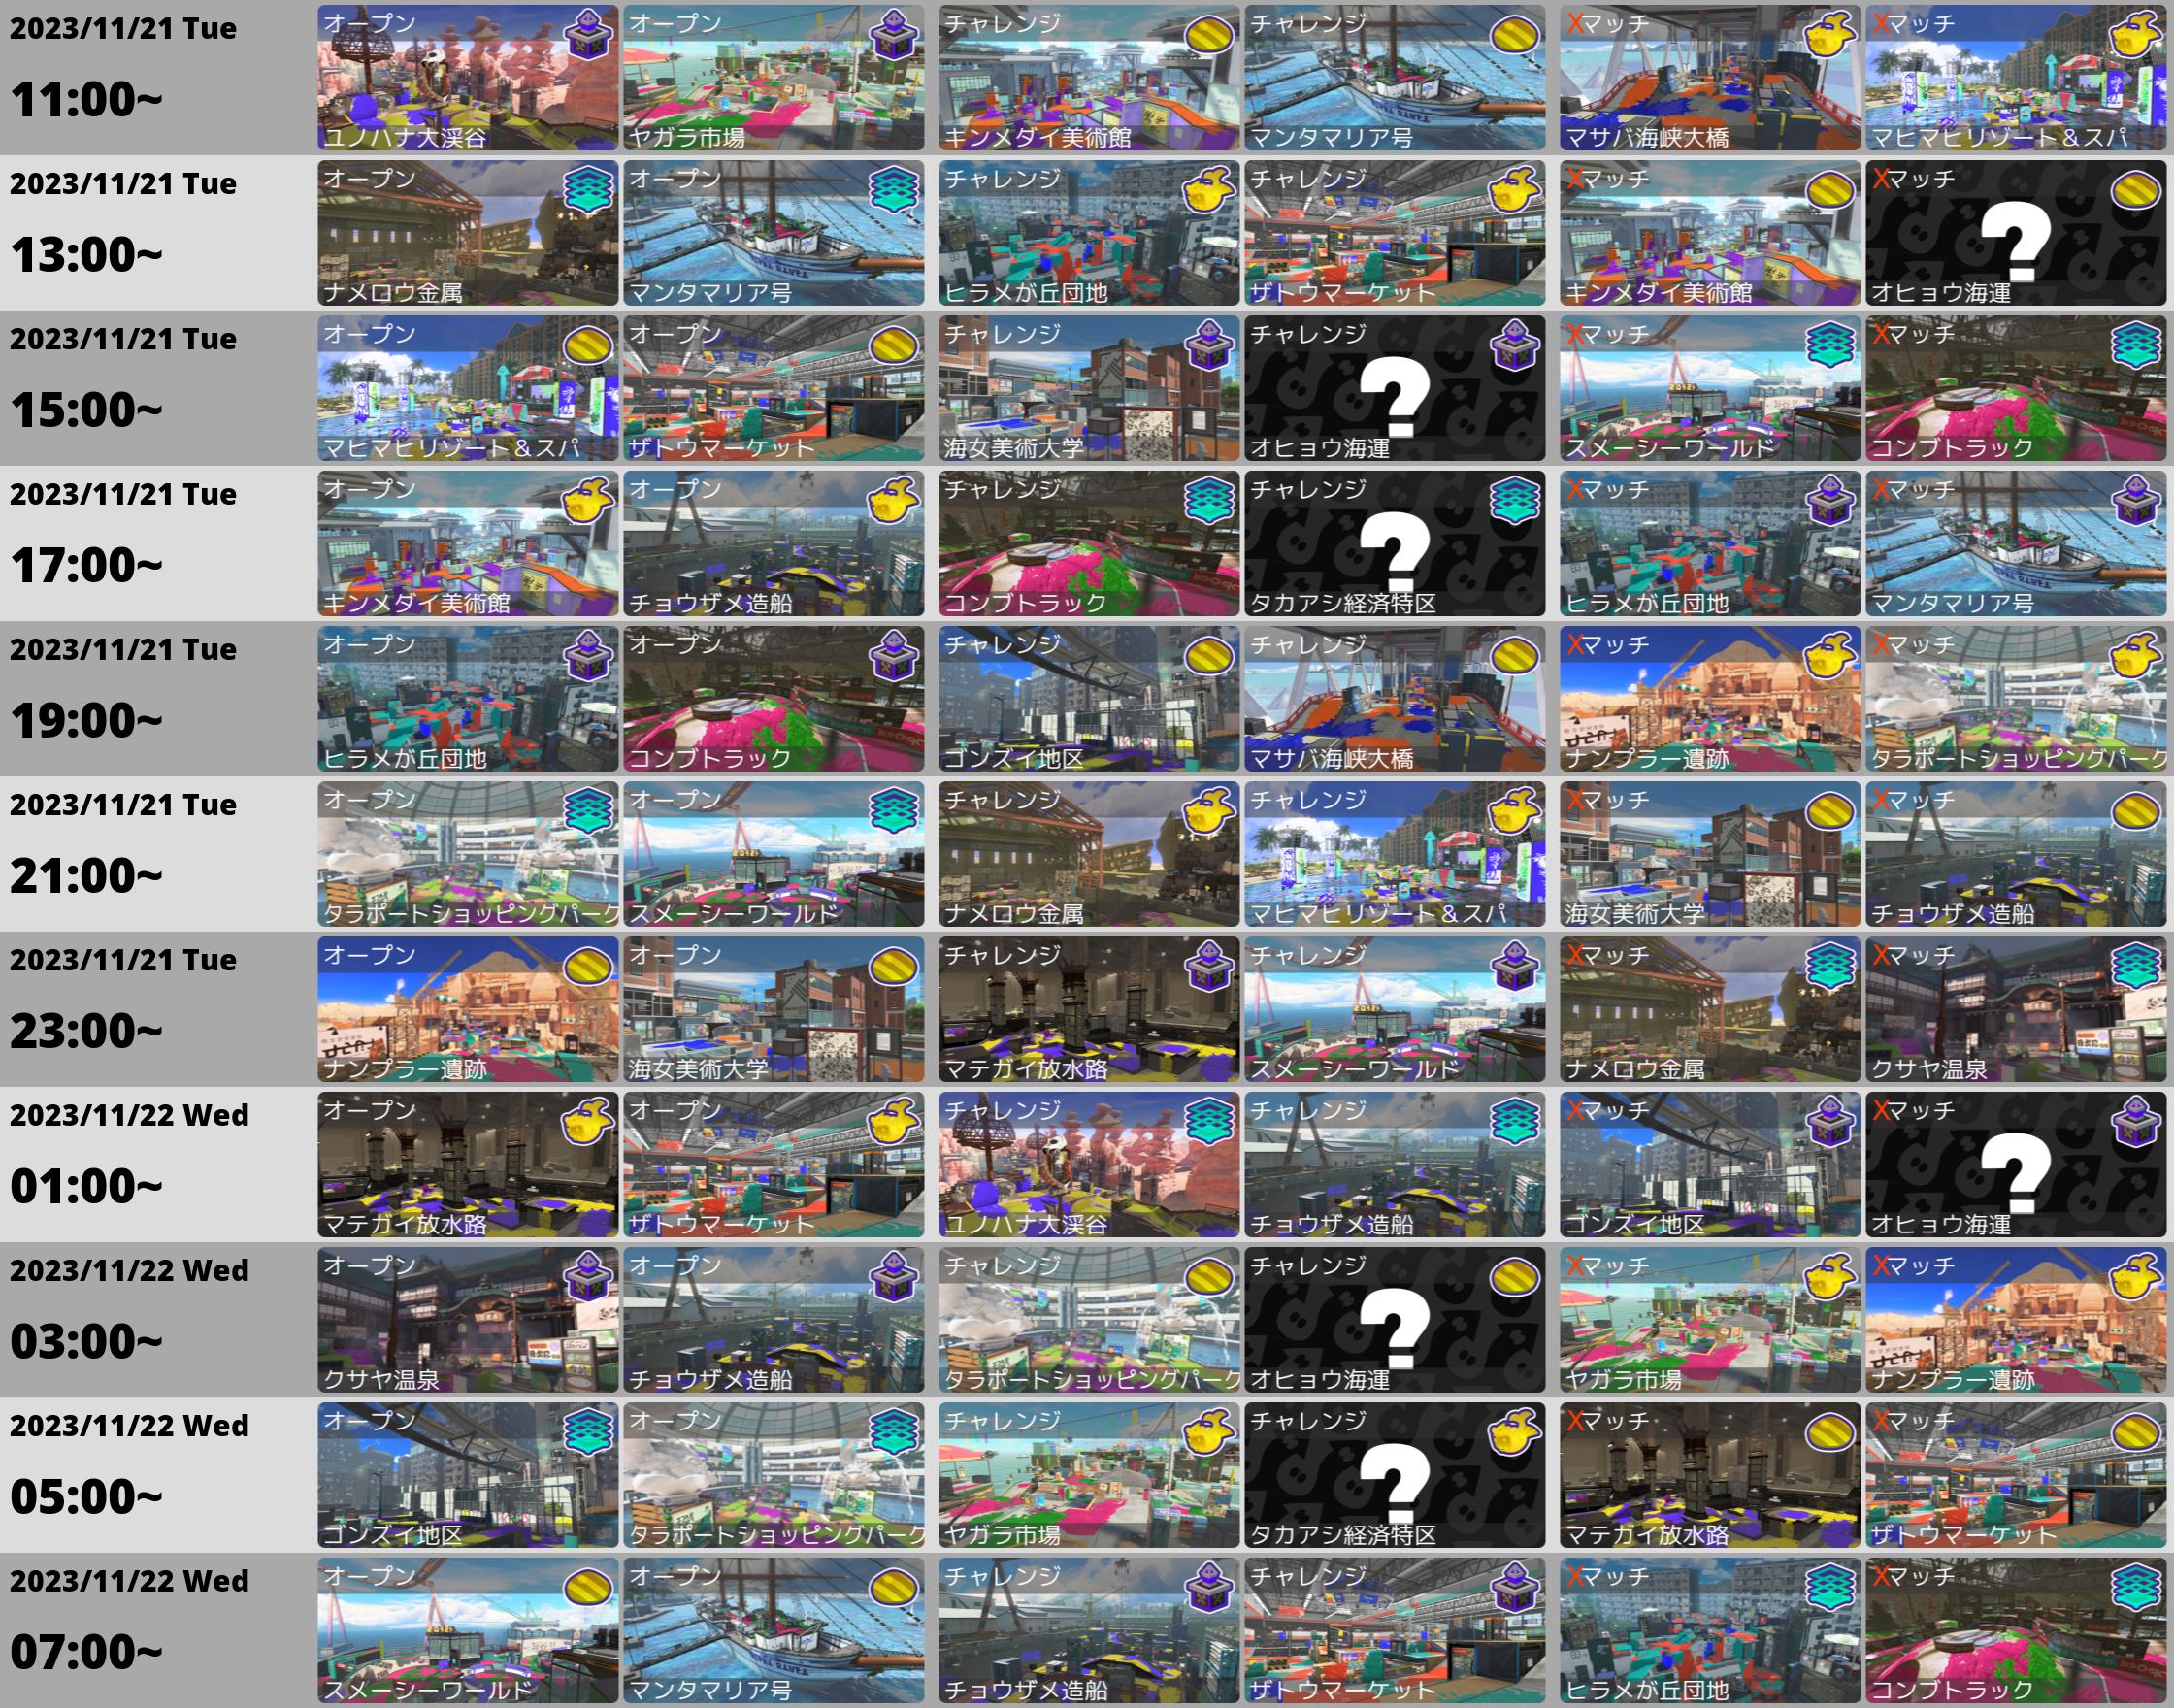 2023/11/21 Tue
11:00~
オープン
ユノハナ大渓谷
オープン
ヤガラ市場
チャレンジ
キンメダイ美術館
チャレンジ
マンタマリア号
Xマッチ
マサバ海峡大橋
Xマッチ
マヒマヒリゾート＆スパ
2023/11/21 Tue
13:00~
オープン
ナメロウ金属
オープン
マンタマリア号
チャレンジ
ヒラメが丘団地
チャレンジ
ザトウマーケット
Xマッチ
キンメダイ美術館
Xマッチ
?
オヒョウ海運
2023/11/21 Tue
15:00~
オープン
マヒマヒリゾート＆スパ
オープン
ザトウマーケット
チャレンジ
海女美術大学
チャレンジ
?
オヒョウ海運
Xマッチ
スメーシーワールド
Xマッチ
コンブトラック
2023/11/21 Tue
17:00~
オープン
キンメダイ美術館
オープン
チョウザメ造船
チャレンジ
コンブトラック
チャレンジ
?
タカアシ経済特区
Xマッチ
ヒラメが丘団地
Xマッチ
マンタマリア号
2023/11/21 Tue
19:00~
オープン
ヒラメが丘団地
オープン
コンブトラック
チャレンジ
ゴンズイ地区
チャレンジ
マサバ海峡大橋
Xマッチ
ナンプラー遺跡
Xマッチ
タラポートショッピングパーク
2023/11/21 Tue
21:00~
オープン
タラポートショッピングパーク
オープン
スメーシーワールド
チャレンジ
ナメロウ金属
チャレンジ
マヒマヒリゾート＆スパ
Xマッチ
海女美術大学
Xマッチ
チョウザメ造船
2023/11/21 Tue
23:00~
オープン
ナンプラー遺跡
オープン
海女美術大学
チャレンジ
マテガイ放水路
チャレンジ
スメーシーワールド
Xマッチ
ナメロウ金属
Xマッチ
クサヤ温泉
2023/11/22 Wed
01:00~
オープン
マテガイ放水路
オープン
ザトウマーケット
チャレンジ
ユノハナ大渓谷
チャレンジ
チョウザメ造船
Xマッチ
ゴンズイ地区
Xマッチ
?
オヒョウ海運
2023/11/22 Wed
03:00~
オープン
クサヤ温泉
オープン
チョウザメ造船
チャレンジ
タラポートショッピングパーク
チャレンジ
?
オヒョウ海運
Xマッチ
ヤガラ市場
Xマッチ
ナンプラー遺跡
2023/11/22 Wed
05:00~
オープン
ゴンズイ地区
オープン
タラポートショッピングパーク
チャレンジ
ヤガラ市場
チャレンジ
?
タカアシ経済特区
Xマッチ
マテガイ放水路
Xマッチ
ザトウマーケット
2023/11/22 Wed
07:00~
オープン
スメーシーワールド
オープン
マンタマリア号
チャレンジ
チョウザメ造船
チャレンジ
ザトウマーケット
Xマッチ
ヒラメが丘団地
Xマッチ
コンブトラック